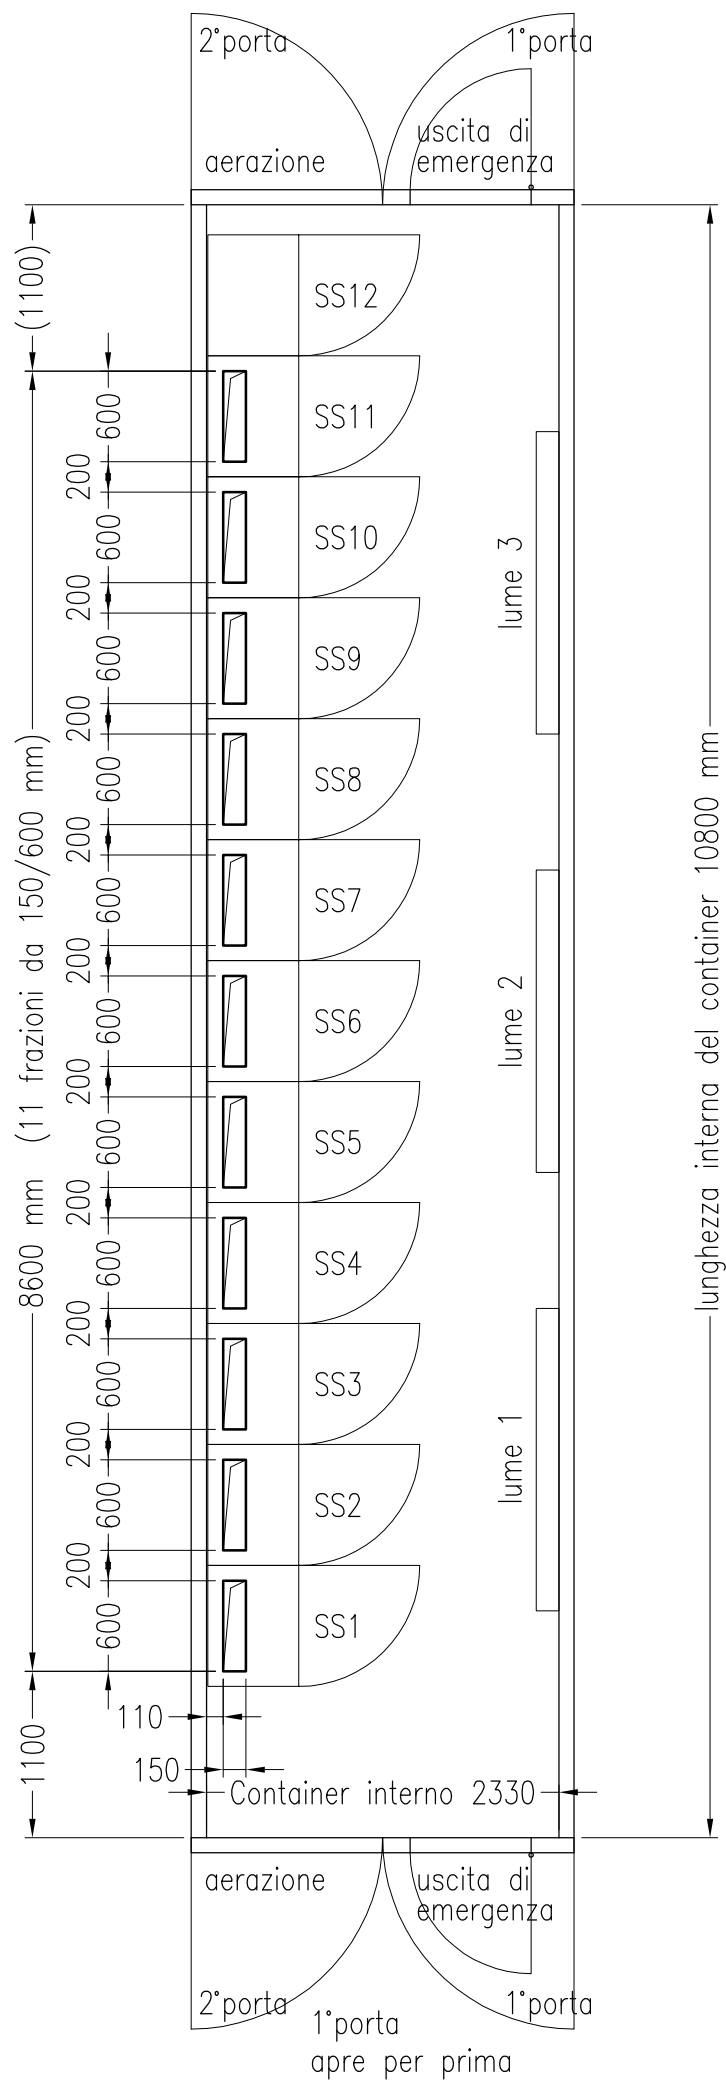 2°porta
1°porta
uscita di
emergenza
aerazione
(1100)
SS12
600
SS11
200
600
SS10
200
600
SS9
200
600
SS8
200
600
SS7
200
600
SS6
200
600
SS5
200
600
SS4
200
600
SS3
200
600
SS2
200
600
SS1
8600 mm (11 frazioni da 150/600 mm)
lume 3
lume 2
lume 1
lunghezza interna del container 10800 mm
1100
110
150
Container interno 2330
aerazione
uscita di
emergenza
2°porta
1°porta
1°porta
apre per prima